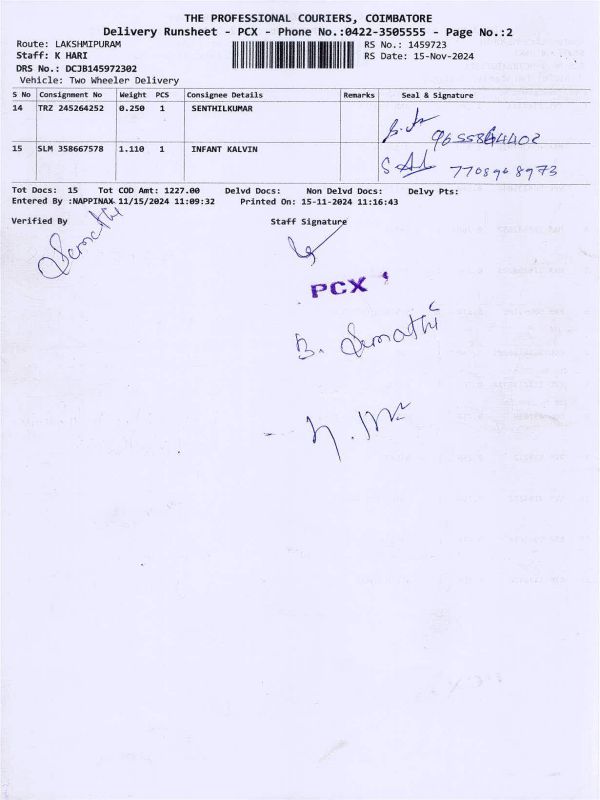 THE PROFESSIONAL COURIERS, COIMBATORE
Delivery Runsheet - PCX - Phone No.:0422-3505555 - Page No.:2
Route: LAKSHMIPURAM RS No.: 1459723
Staff: K HARI RS Date: 15-Nov-2024
DRS No.: DCJB145972302
Vehicle: Two Wheeler Delivery
S No Consignment No Weight PCS Consignee Details Remarks Seal & Signature
14 TRZ 245264252 0.250 1 SENTHILKUMAR
15 SLM 358667578 1.110 1 INFANT KALVIN
Tot Docs: 15 Tot COD Amt: 1227.00 Delvd Docs: Non Delvd Docs: Delvy Pts:
Entered By :NAPPINAX 11/15/2024 11:09:32 Printed On: 15-11-2024 11:16:43
Verified By Staff Signature
Sumathi
PCX
B. Sumathi